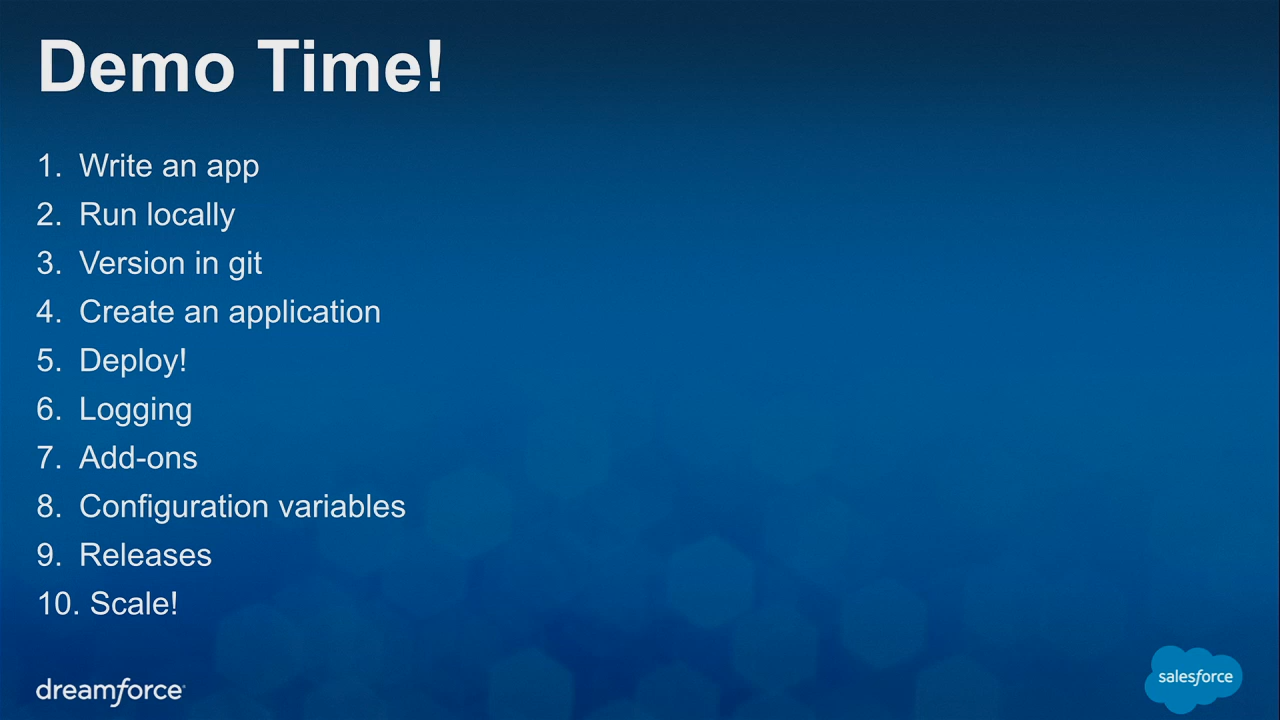 Demo Time!
1. Write an app
2. Run locally
3. Version in git
4. Create an application
5. Deploy!
6. Logging
7. Add-ons
8. Configuration variables
9. Releases
10. Scale!
dreamforce
salesforce